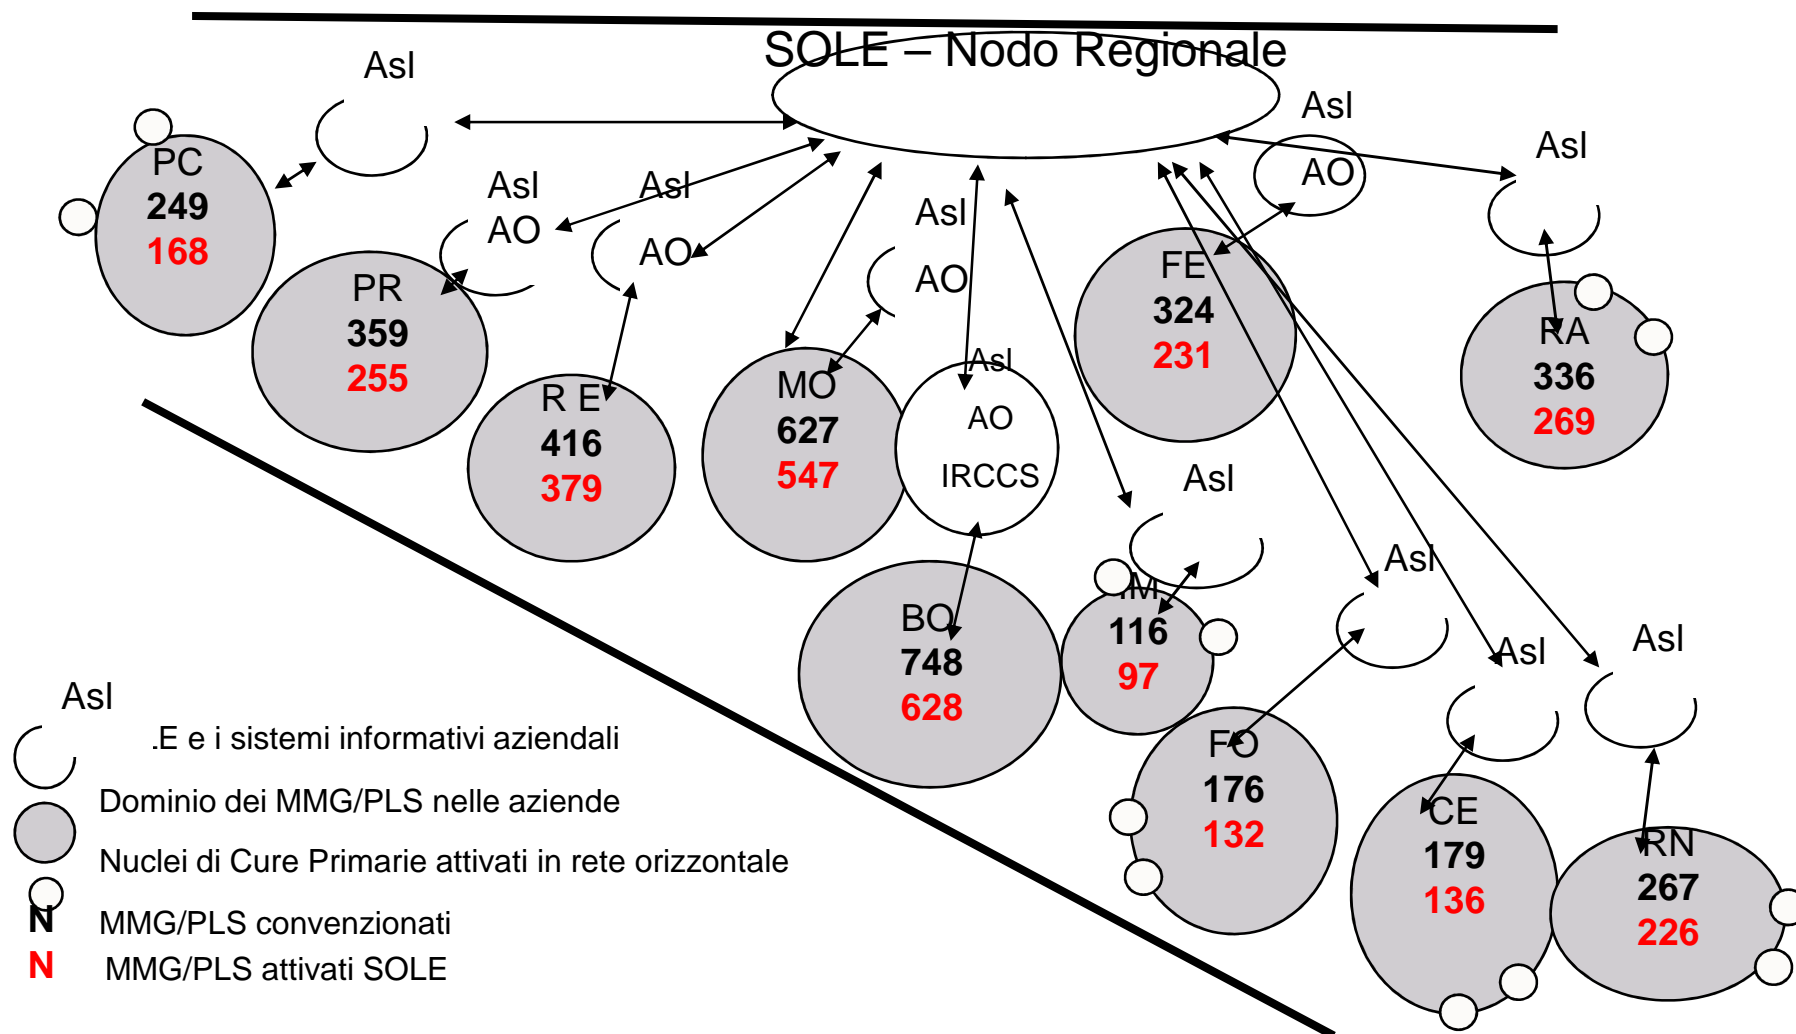 SOLE – Nodo Regionale
Asl
PC
249
168
Asl
AO
PR
359
255
Asl
AO
R E
416
379
Asl
AO
MO
627
547
Asl
AO
IRCCS
BO
748
628
Asl
IM
116
97
Asl
AO
FE
324
231
Asl
RA
336
269
Asl
FO
176
132
Asl
CE
179
136
Asl
RN
267
226
Asl
.E e i sistemi informativi aziendali
Dominio dei MMG/PLS nelle aziende
Nuclei di Cure Primarie attivati in rete orizzontale
N MMG/PLS convenzionati
N MMG/PLS attivati SOLE